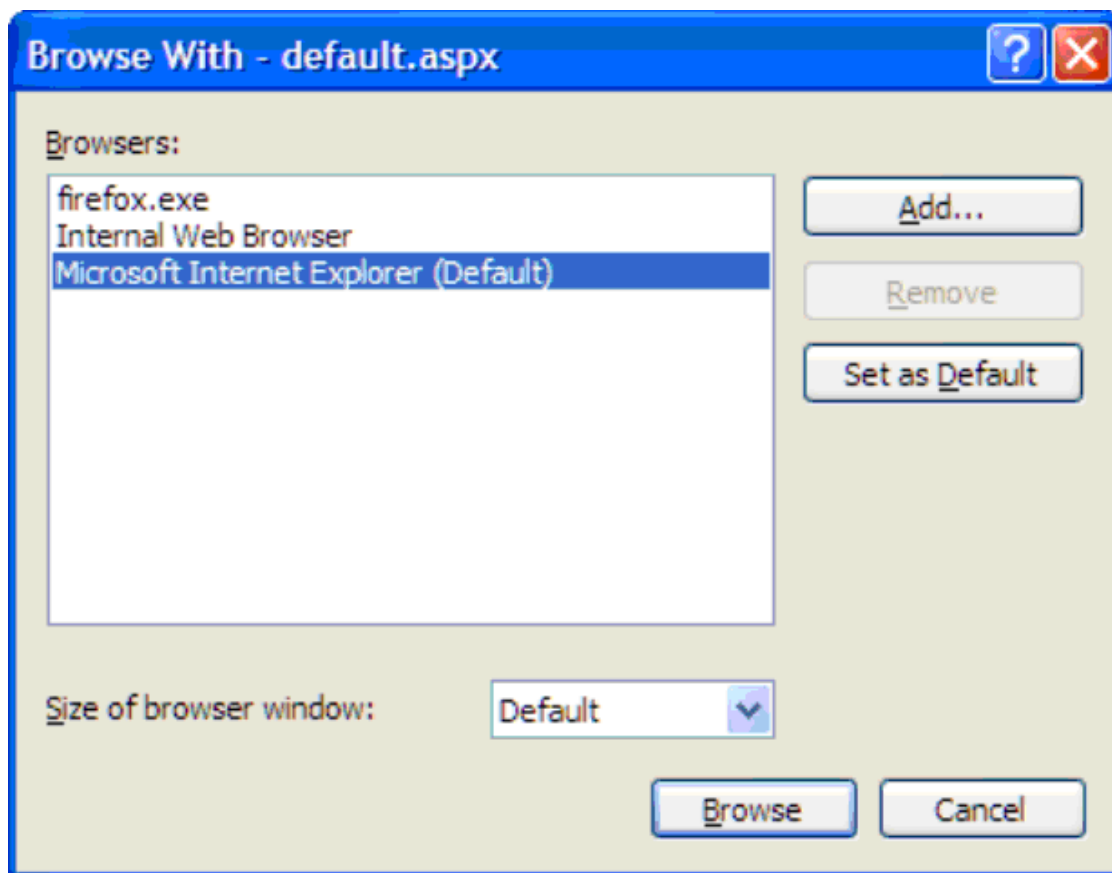 Browse With - default.aspx
?
Browsers:
firefox.exe
Internal Web Browser
Microsoft Internet Explorer (Default)
Add...
Remove
Set as Default
Size of browser window:
Default
Browse
Cancel